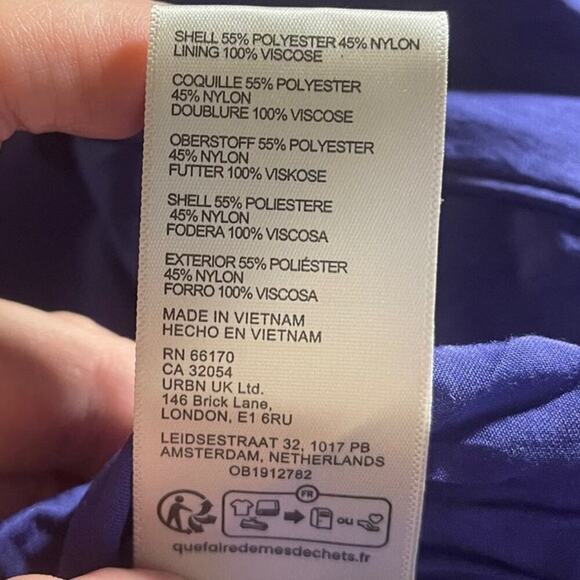 SHELL 55% POLYESTER 45% NYLON
LINING 100% VISCOSE
COQUILLE 55% POLYESTER
45% NYLON
DOUBLURE 100% VISCOSE
OBERSTOFF 55% POLYESTER
45% NYLON
FUTTER 100% VISKOSE
SHELL 55% POLIESTERE
45% NYLON
FODERA 100% VISCOSA
EXTERIOR 55% POLIÉSTER
45% NYLON
FORRO 100% VISCOSA
MADE IN VIETNAM
HECHO EN VIETNAM
RN 66170
CA 32054
URBN UK Ltd.
146 Brick Lane,
LONDON, E1 6RU
LEIDSESTRAAT 32, 1017 PB
AMSTERDAM, NETHERLANDS
OB1912782
FR
OU
quefairedemesdechets.fr